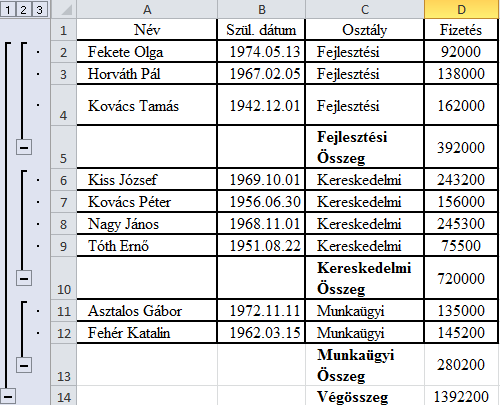 1 2 3 A B C D
1 Név Szül. dátum Osztály Fizetés
2 Fekete Olga 1974.05.13 Fejlesztési 92000
3 Horváth Pál 1967.02.05 Fejlesztési 138000
4 Kovács Tamás 1942.12.01 Fejlesztési 162000
Fejlesztési
5 Összeg 392000
6 Kiss József 1969.10.01 Kereskedelmi 243200
7 Kovács Péter 1956.06.30 Kereskedelmi 156000
8 Nagy János 1968.11.01 Kereskedelmi 245300
9 Tóth Ernő 1951.08.22 Kereskedelmi 75500
Kereskedelmi
10 Összeg 720000
11 Asztalos Gábor 1972.11.11 Munkaügyi 135000
12 Fehér Katalin 1962.03.15 Munkaügyi 145200
Munkaügyi
13 Összeg 280200
14 Végösszeg 1392200